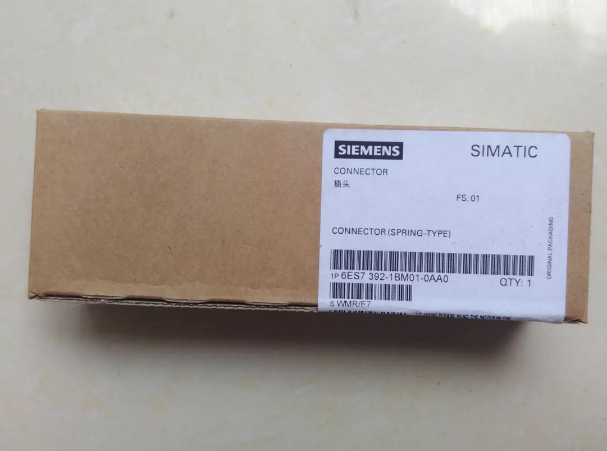 SIEMENS
SIMATIC
CONNECTOR
插头
FS. 01
CONNECTOR (SPRING-TYPE)
ORIGINAL PACKAGING
1P 6ES7 392-1BM01-0AA0
QTY: 1
S WMR/E7